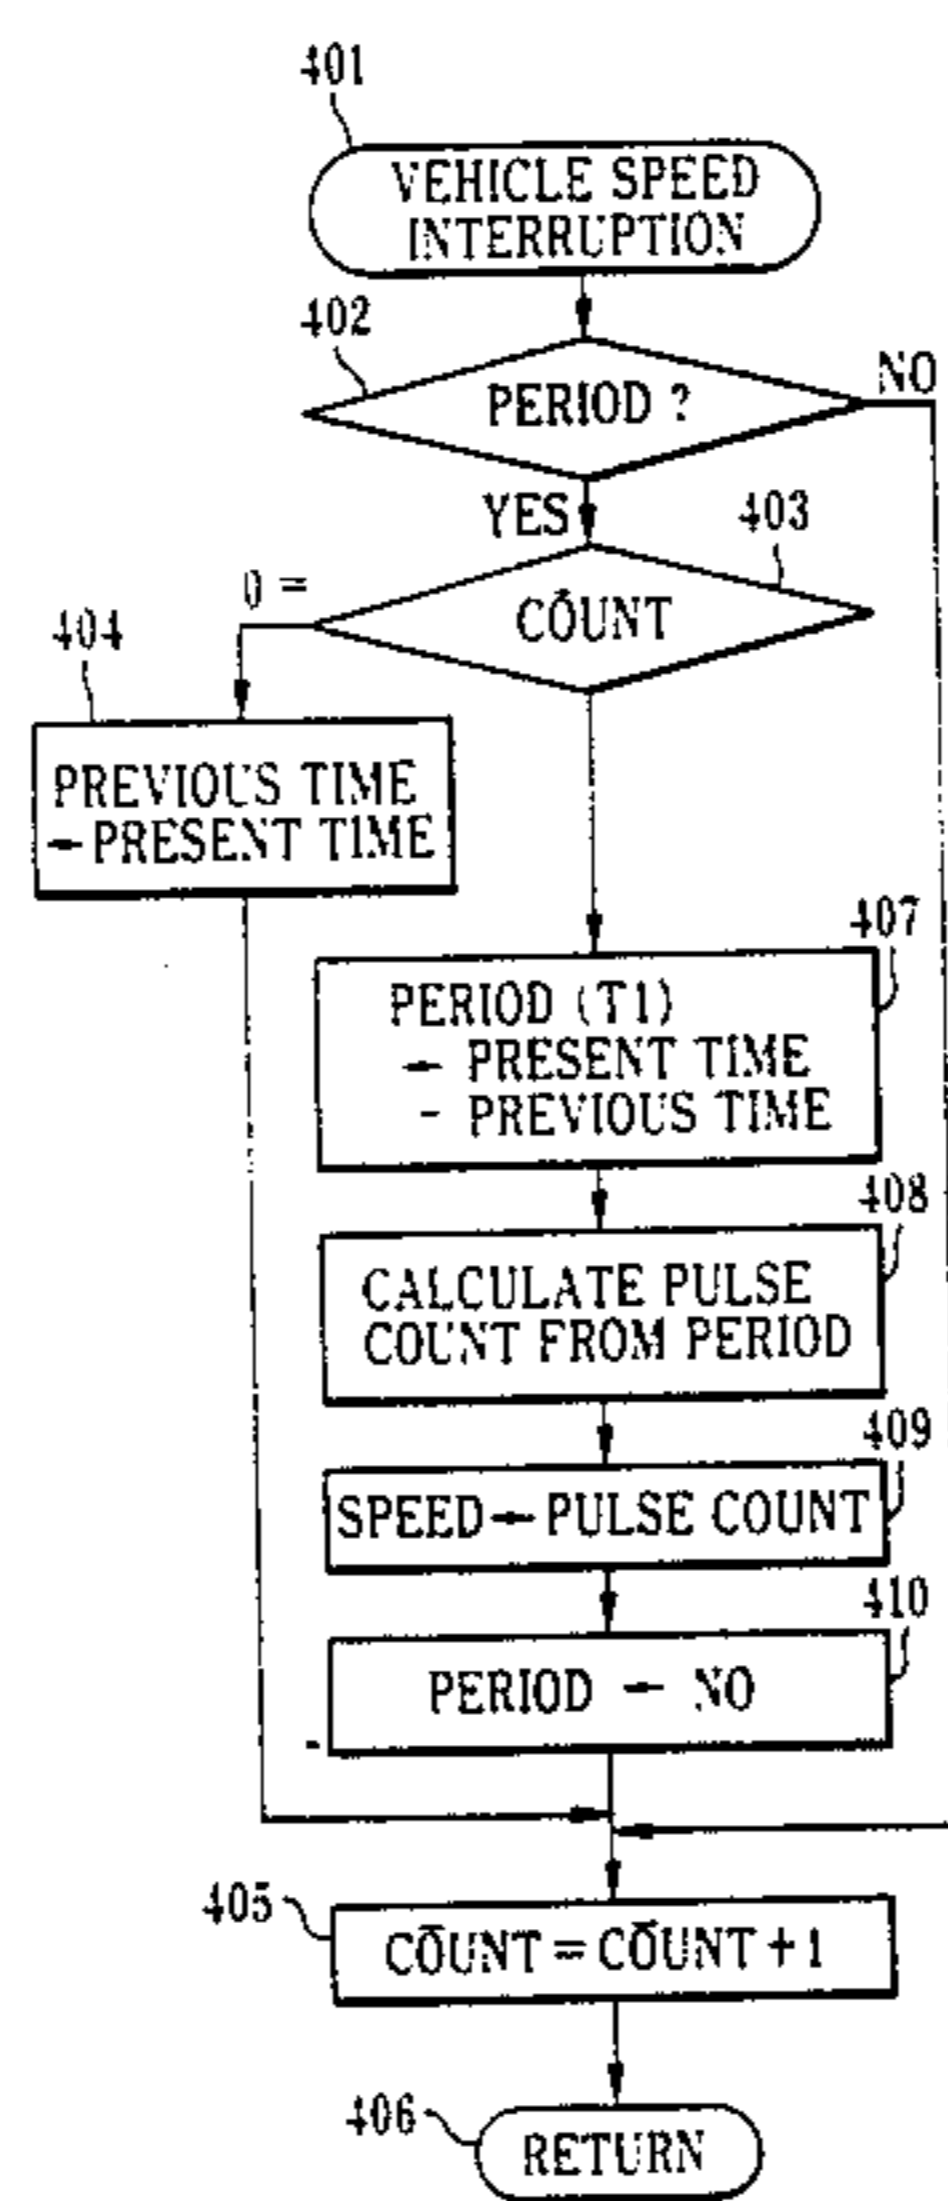 401
VEHICLE SPEED
INTERRUPTION
402
PERIOD ?
NO
YES
403
0 =
COUNT
404
PREVIOUS TIME
← PRESENT TIME
407
PERIOD (T1)
← PRESENT TIME
- PREVIOUS TIME
408
CALCULATE PULSE
COUNT FROM PERIOD
409
SPEED ← PULSE COUNT
410
PERIOD ← NO
405
CŌUNT = CŌUNT + 1
406
RETURN